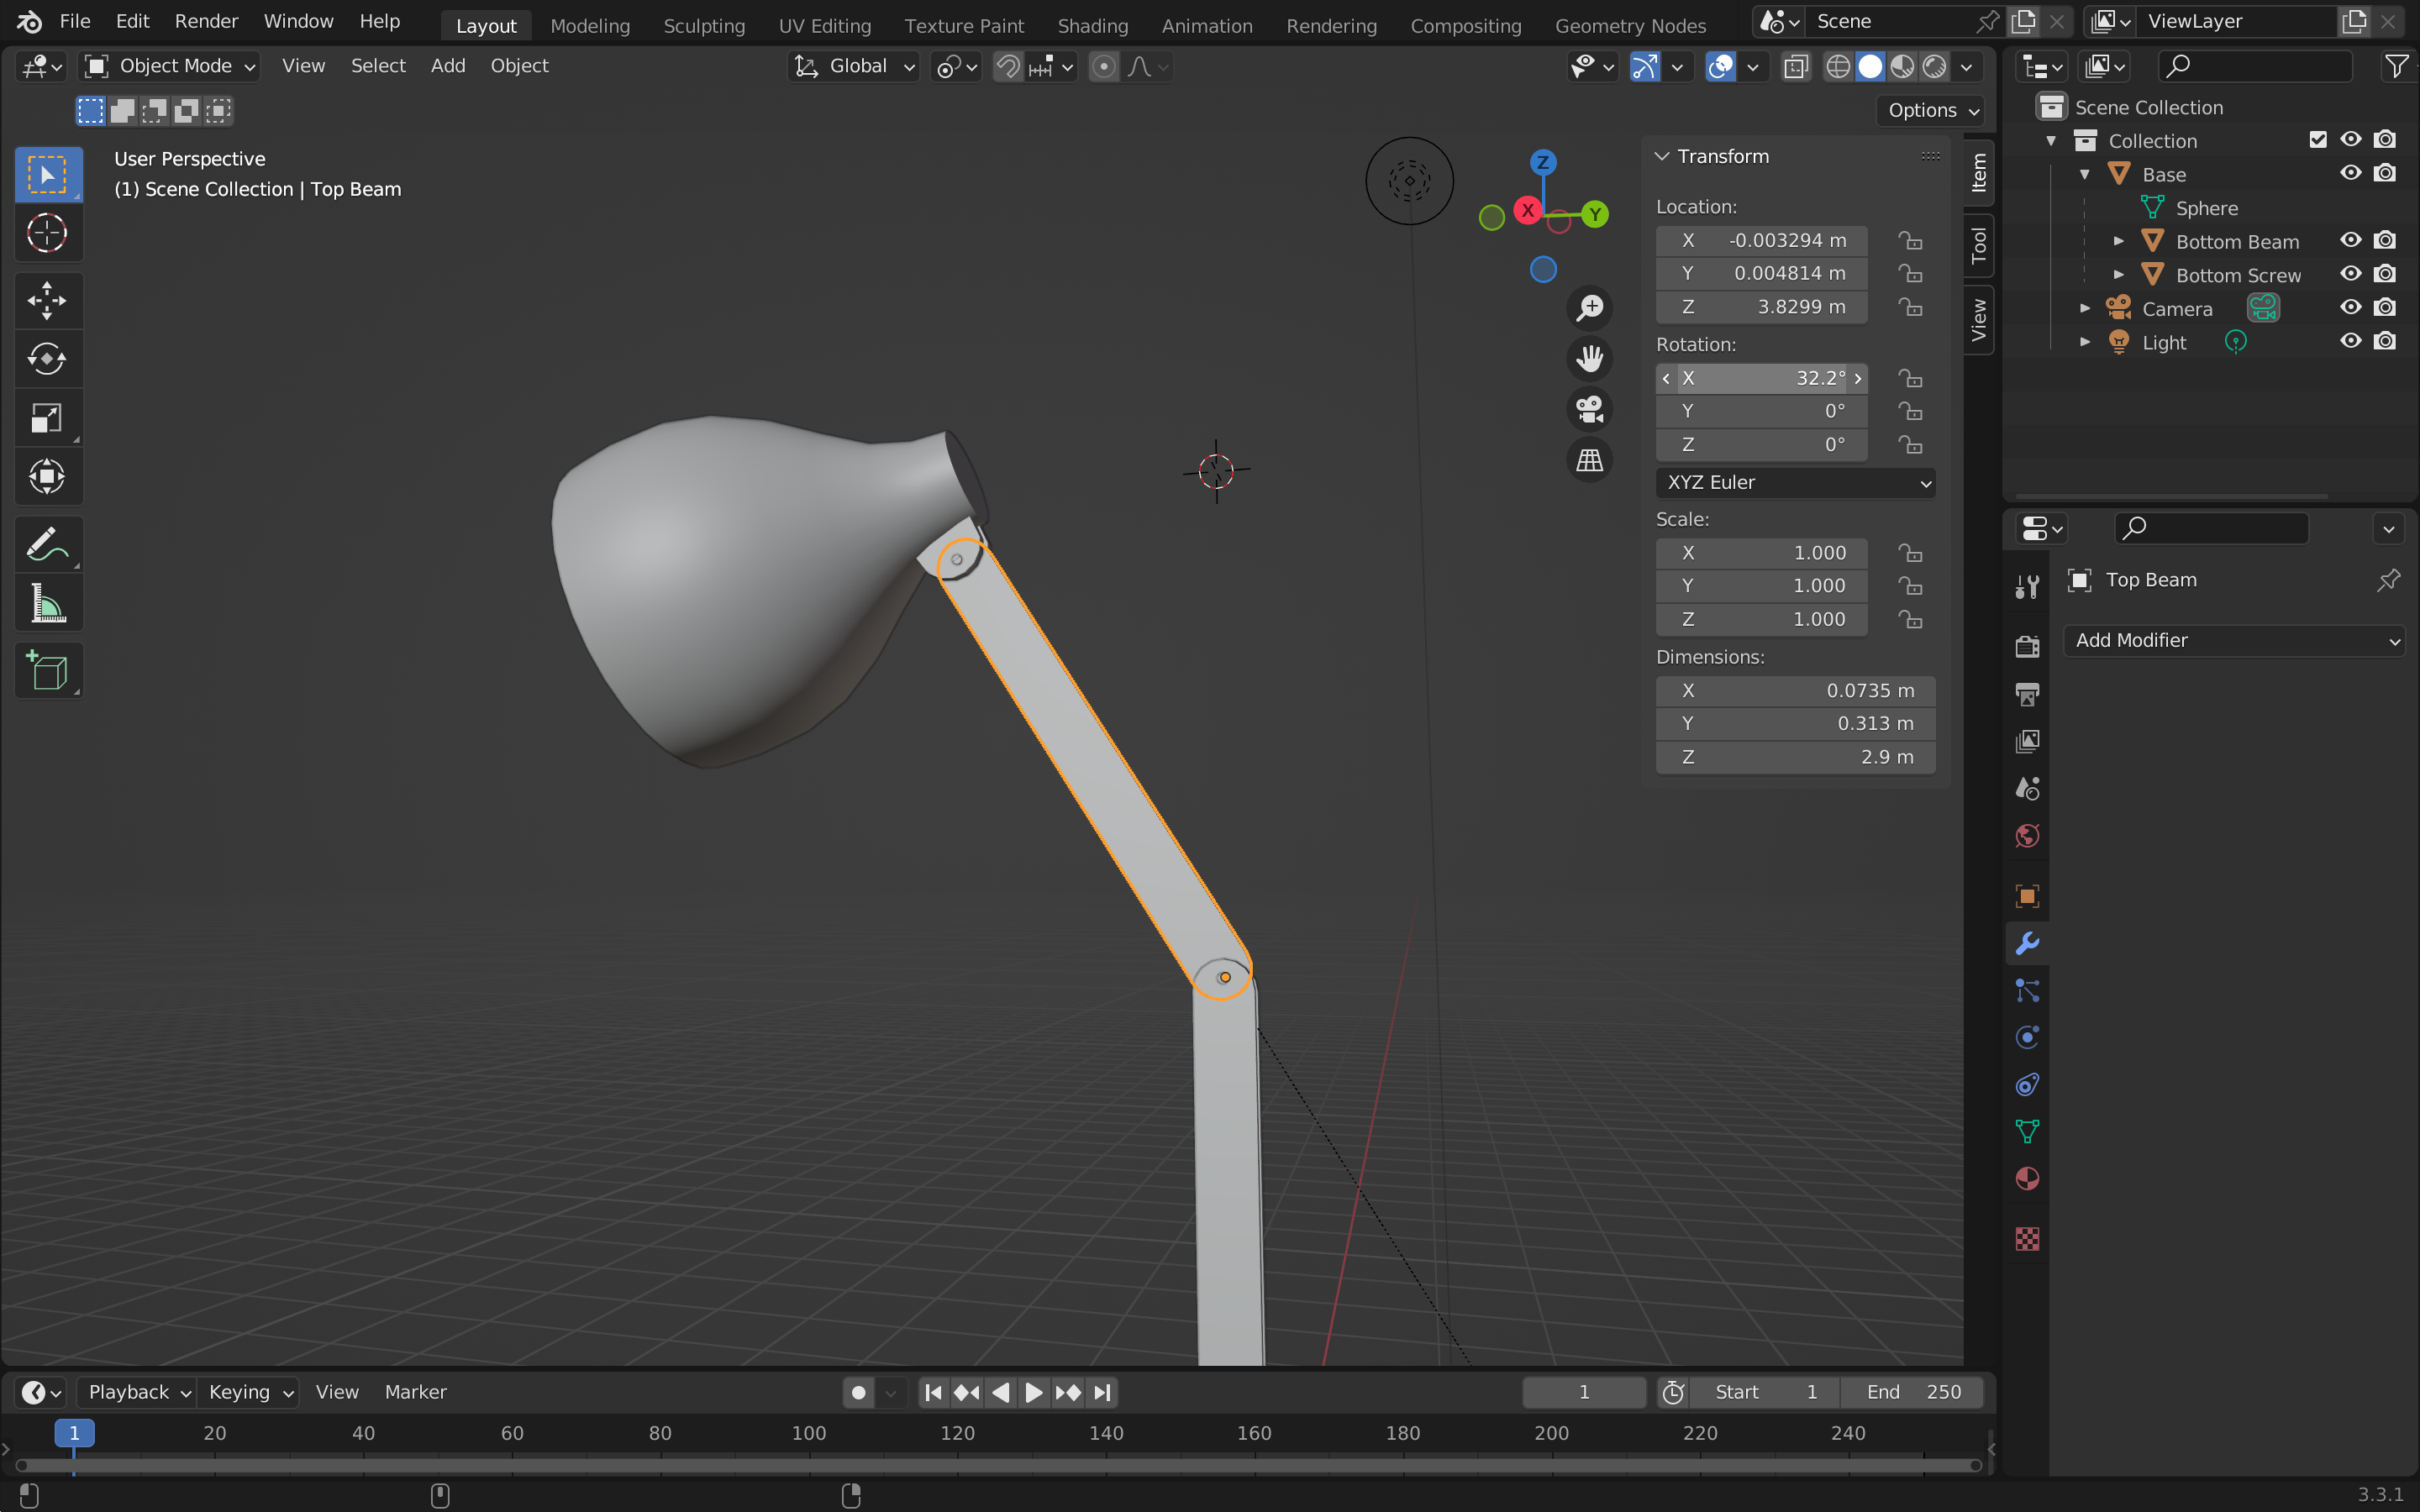 File Edit Render Window Help Layout Modeling Sculpting UV Editing Texture Paint Shading Animation Rendering Compositing Geometry Nodes Scene ViewLayer
Object Mode View Select Add Object Global
Options
User Perspective
(1) Scene Collection | Top Beam
Z
X
Y
Transform
Location:
X -0.003294 m
Y 0.004814 m
Z 3.8299 m
Rotation:
X 32.2°
Y 0°
Z 0°
XYZ Euler
Scale:
X 1.000
Y 1.000
Z 1.000
Dimensions:
X 0.0735 m
Y 0.313 m
Z 2.9 m
Item
Tool
View
Scene Collection
Collection
Base
Sphere
Bottom Beam
Bottom Screw
Camera
Light
Top Beam
Add Modifier
Playback Keying View Marker 1 Start 1 End 250
1 20 40 60 80 100 120 140 160 180 200 220 240
3.3.1